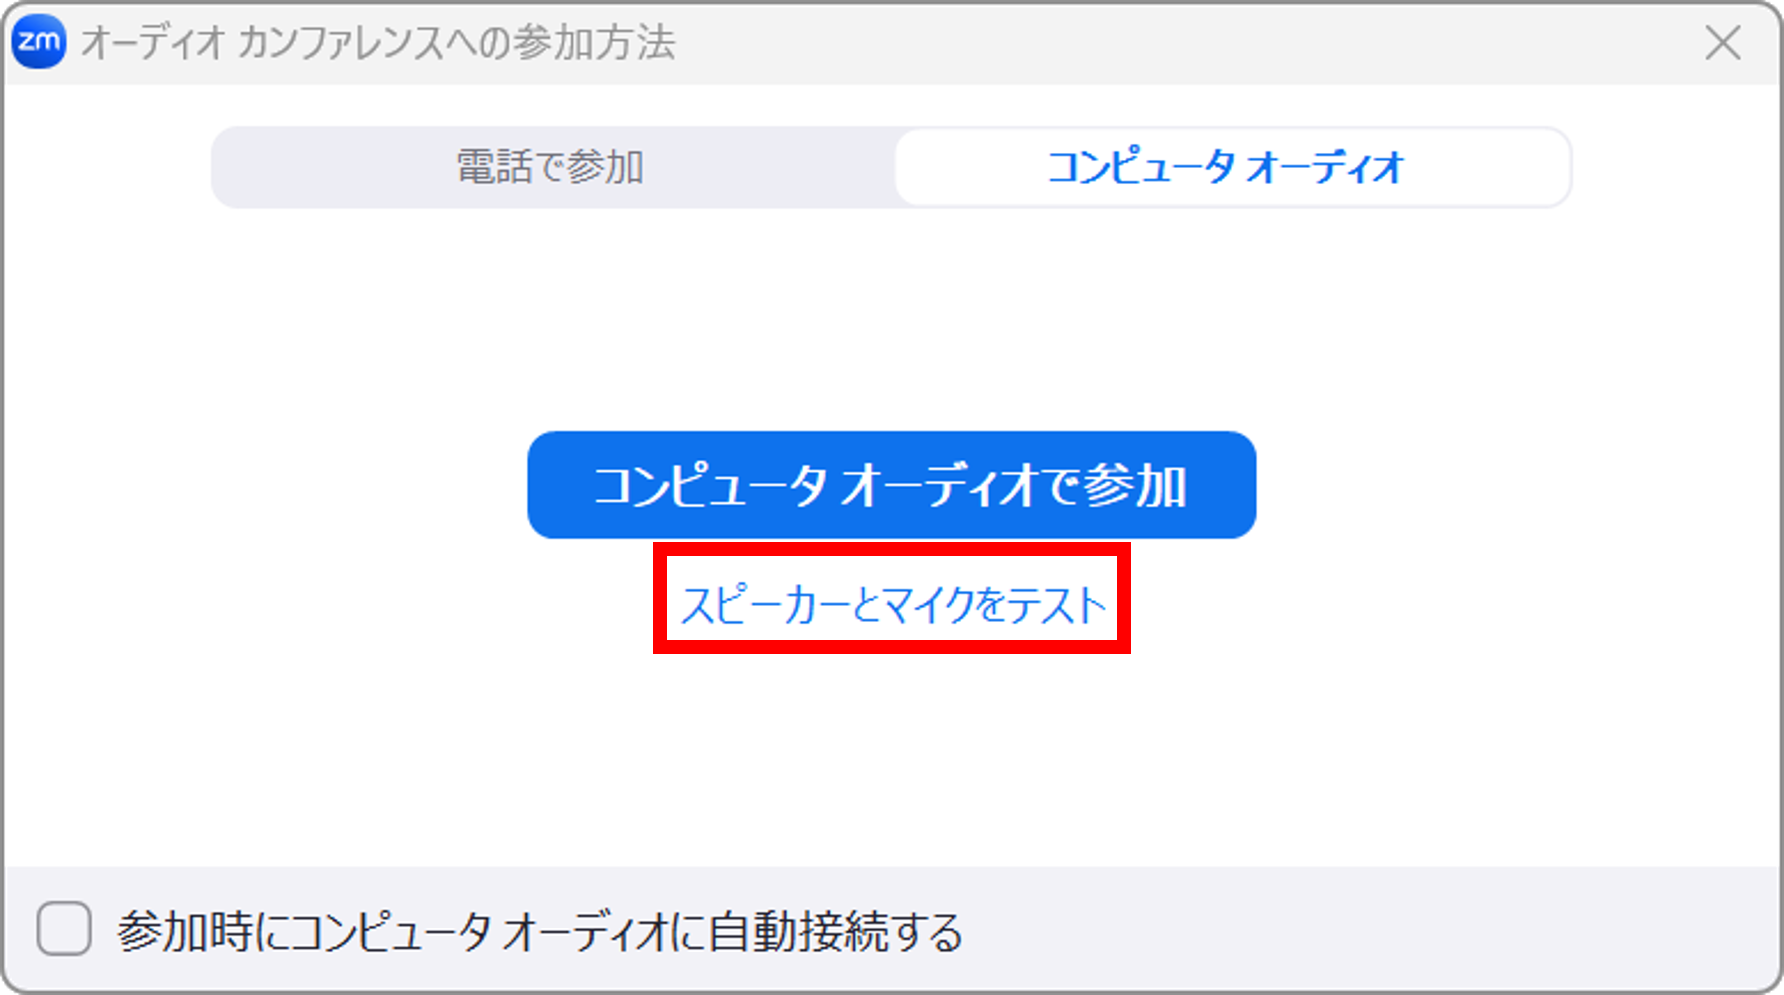 zm オーディオ カンファレンスへの参加方法
電話で参加 コンピュータ オーディオ
コンピュータ オーディオで参加
スピーカーとマイクをテスト
参加時にコンピュータ オーディオに自動接続する